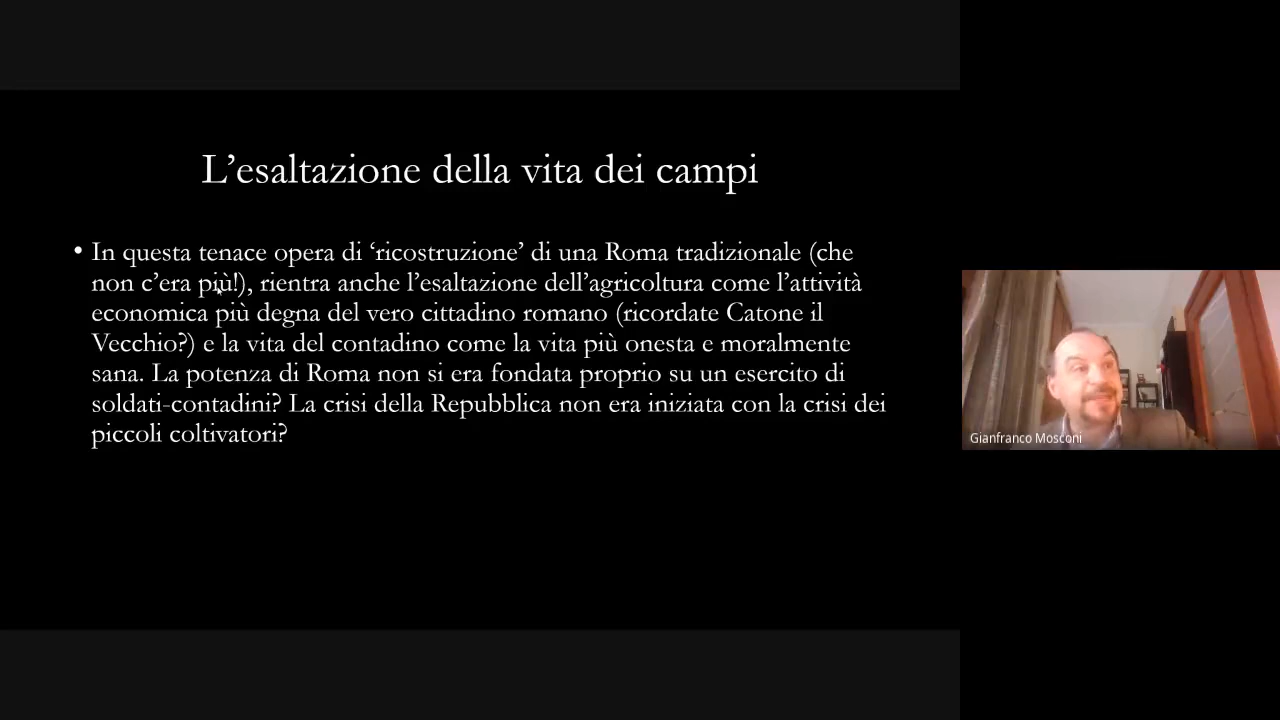 L’esaltazione della vita dei campi
• In questa tenace opera di ‘ricostruzione’ di una Roma tradizionale (che
non c’era più!), rientra anche l’esaltazione dell’agricoltura come l’attività
economica più degna del vero cittadino romano (ricordate Catone il
Vecchio?) e la vita del contadino come la vita più onesta e moralmente
sana. La potenza di Roma non si era fondata proprio su un esercito di
soldati-contadini? La crisi della Repubblica non era iniziata con la crisi dei
piccoli coltivatori?
Gianfranco Mosconi